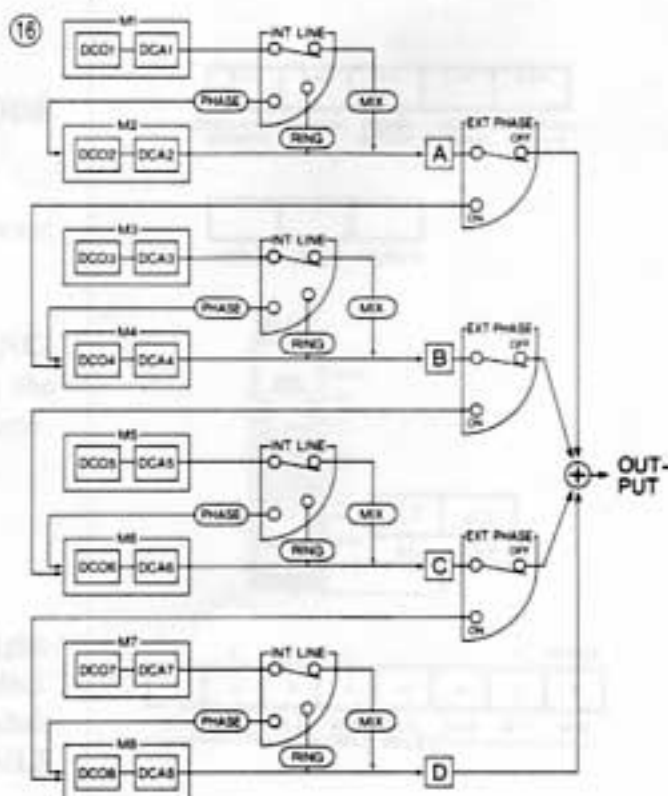 16
M1
DCO1 DCA1 INT LINE
PHASE MIX
RING
M2
DCO2 DCA2 A EXT PHASE
OFF
ON
M3
DCO3 DCA3 INT LINE
PHASE MIX
RING
M4
DCO4 DCA4 B EXT PHASE
OFF
ON
M5
DCO5 DCA5 INT LINE
PHASE MIX
RING
M6
DCO6 DCA6 C EXT PHASE
OFF
ON
OUT-
PUT
M7
DCO7 DCA7 INT LINE
PHASE MIX
RING
M8
DCO8 DCA8 D